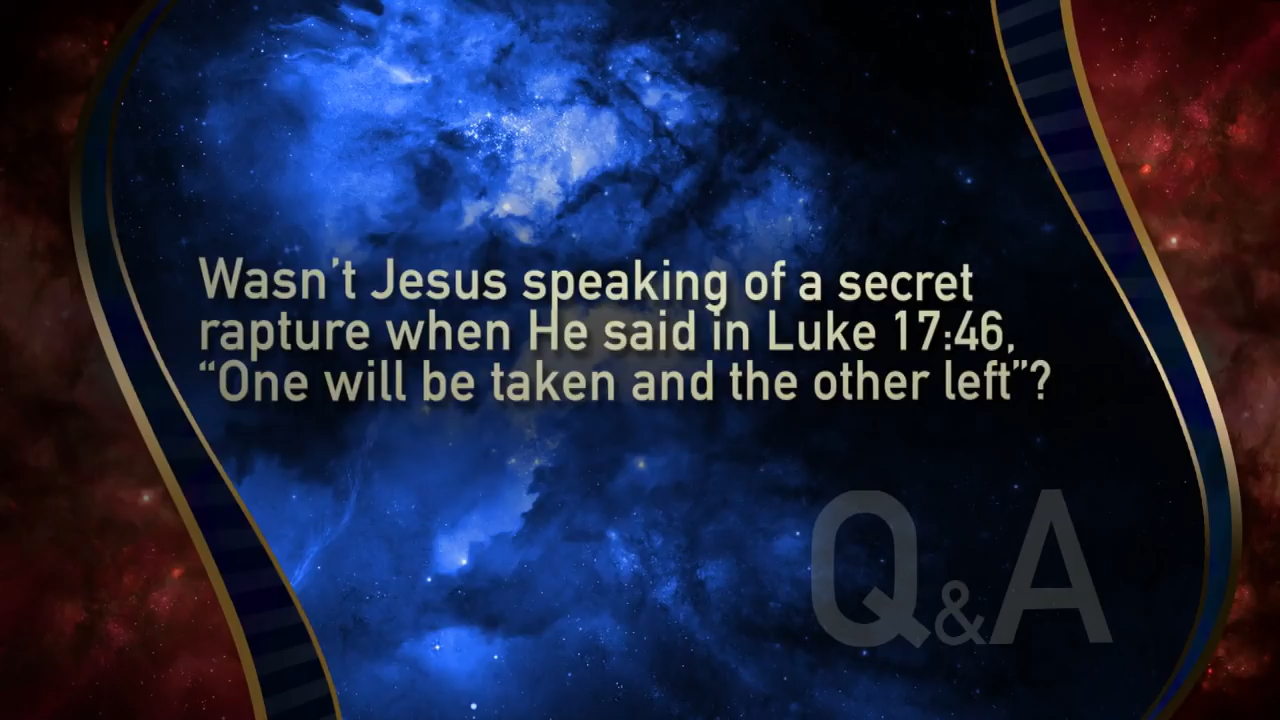 Wasn't Jesus speaking of a secret
rapture when He said in Luke 17:46,
“One will be taken and the other left”?
Q&A